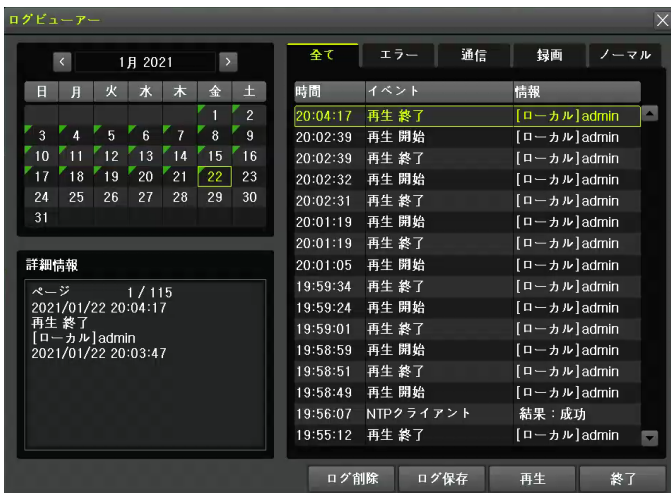 ログビューアー
1月 2021
日 月 火 水 木 金 土
1 2
3 4 5 6 7 8 9
10 11 12 13 14 15 16
17 18 19 20 21 22 23
24 25 26 27 28 29 30
31
詳細情報
ページ 1 / 115
2021/01/22 20:04:17
再生 終了
[ローカル]admin
2021/01/22 20:03:47
全て エラー 通信 録画 ノーマル
時間 イベント 情報
20:04:17 再生 終了 [ローカル]admin
20:02:39 再生 開始 [ローカル]admin
20:02:39 再生 終了 [ローカル]admin
20:02:32 再生 開始 [ローカル]admin
20:02:31 再生 終了 [ローカル]admin
20:01:19 再生 開始 [ローカル]admin
20:01:19 再生 終了 [ローカル]admin
20:01:05 再生 開始 [ローカル]admin
19:59:34 再生 終了 [ローカル]admin
19:59:24 再生 開始 [ローカル]admin
19:59:01 再生 終了 [ローカル]admin
19:58:59 再生 開始 [ローカル]admin
19:58:51 再生 終了 [ローカル]admin
19:58:49 再生 開始 [ローカル]admin
19:56:07 NTPクライアント 結果：成功
19:55:12 再生 終了 [ローカル]admin
ログ削除 ログ保存 再生 終了